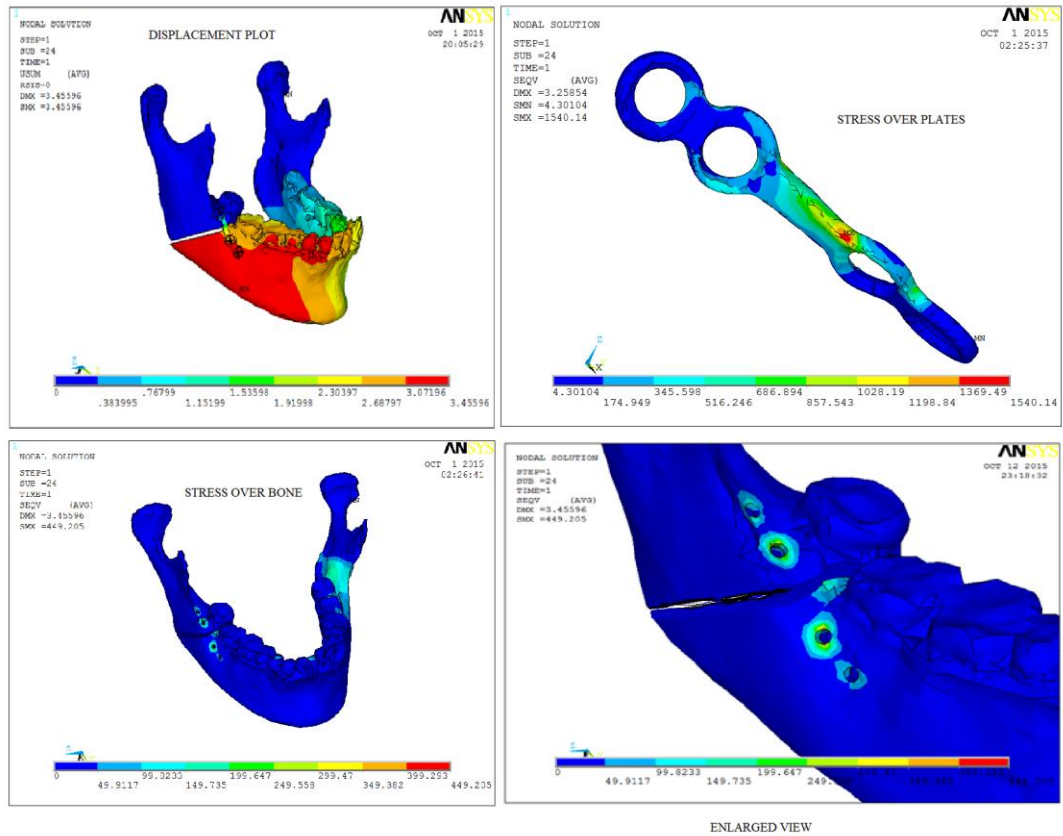 1
ANSYS
NODAL SOLUTION
STEP=1
SUB =24
TIME=1
USUM (AVG)
RSYS=0
DMX =3.45596
SMX =3.45596
DISPLACEMENT PLOT
OCT 1 2015
20:05:29
MX
0 .76799 1.53598 2.30397 3.07196
.383995 1.15199 1.91998 2.68797 3.45596
1
ANSYS
NODAL SOLUTION
STEP=1
SUB =24
TIME=1
SEQV (AVG)
DMX =3.25854
SMN =4.30104
SMX =1540.14
OCT 1 2015
02:25:37
STRESS OVER PLATES
MX
MN
Z
X
4.30104 345.598 686.894 1028.19 1369.49
174.949 516.246 857.543 1198.84 1540.14
1
ANSYS
NODAL SOLUTION
STEP=1
SUB =24
TIME=1
SEQV (AVG)
DMX =3.45596
SMX =449.205
STRESS OVER BONE
OCT 1 2015
02:26:41
0 99.8233 199.647 299.47 399.293
49.9117 149.735 249.558 349.382 449.205
1
ANSYS
NODAL SOLUTION
STEP=1
SUB =24
TIME=1
SEQV (AVG)
DMX =3.45596
SMX =449.205
OCT 12 2015
23:18:32
0 99.8233 199.647
49.9117 149.735
ENLARGED VIEW